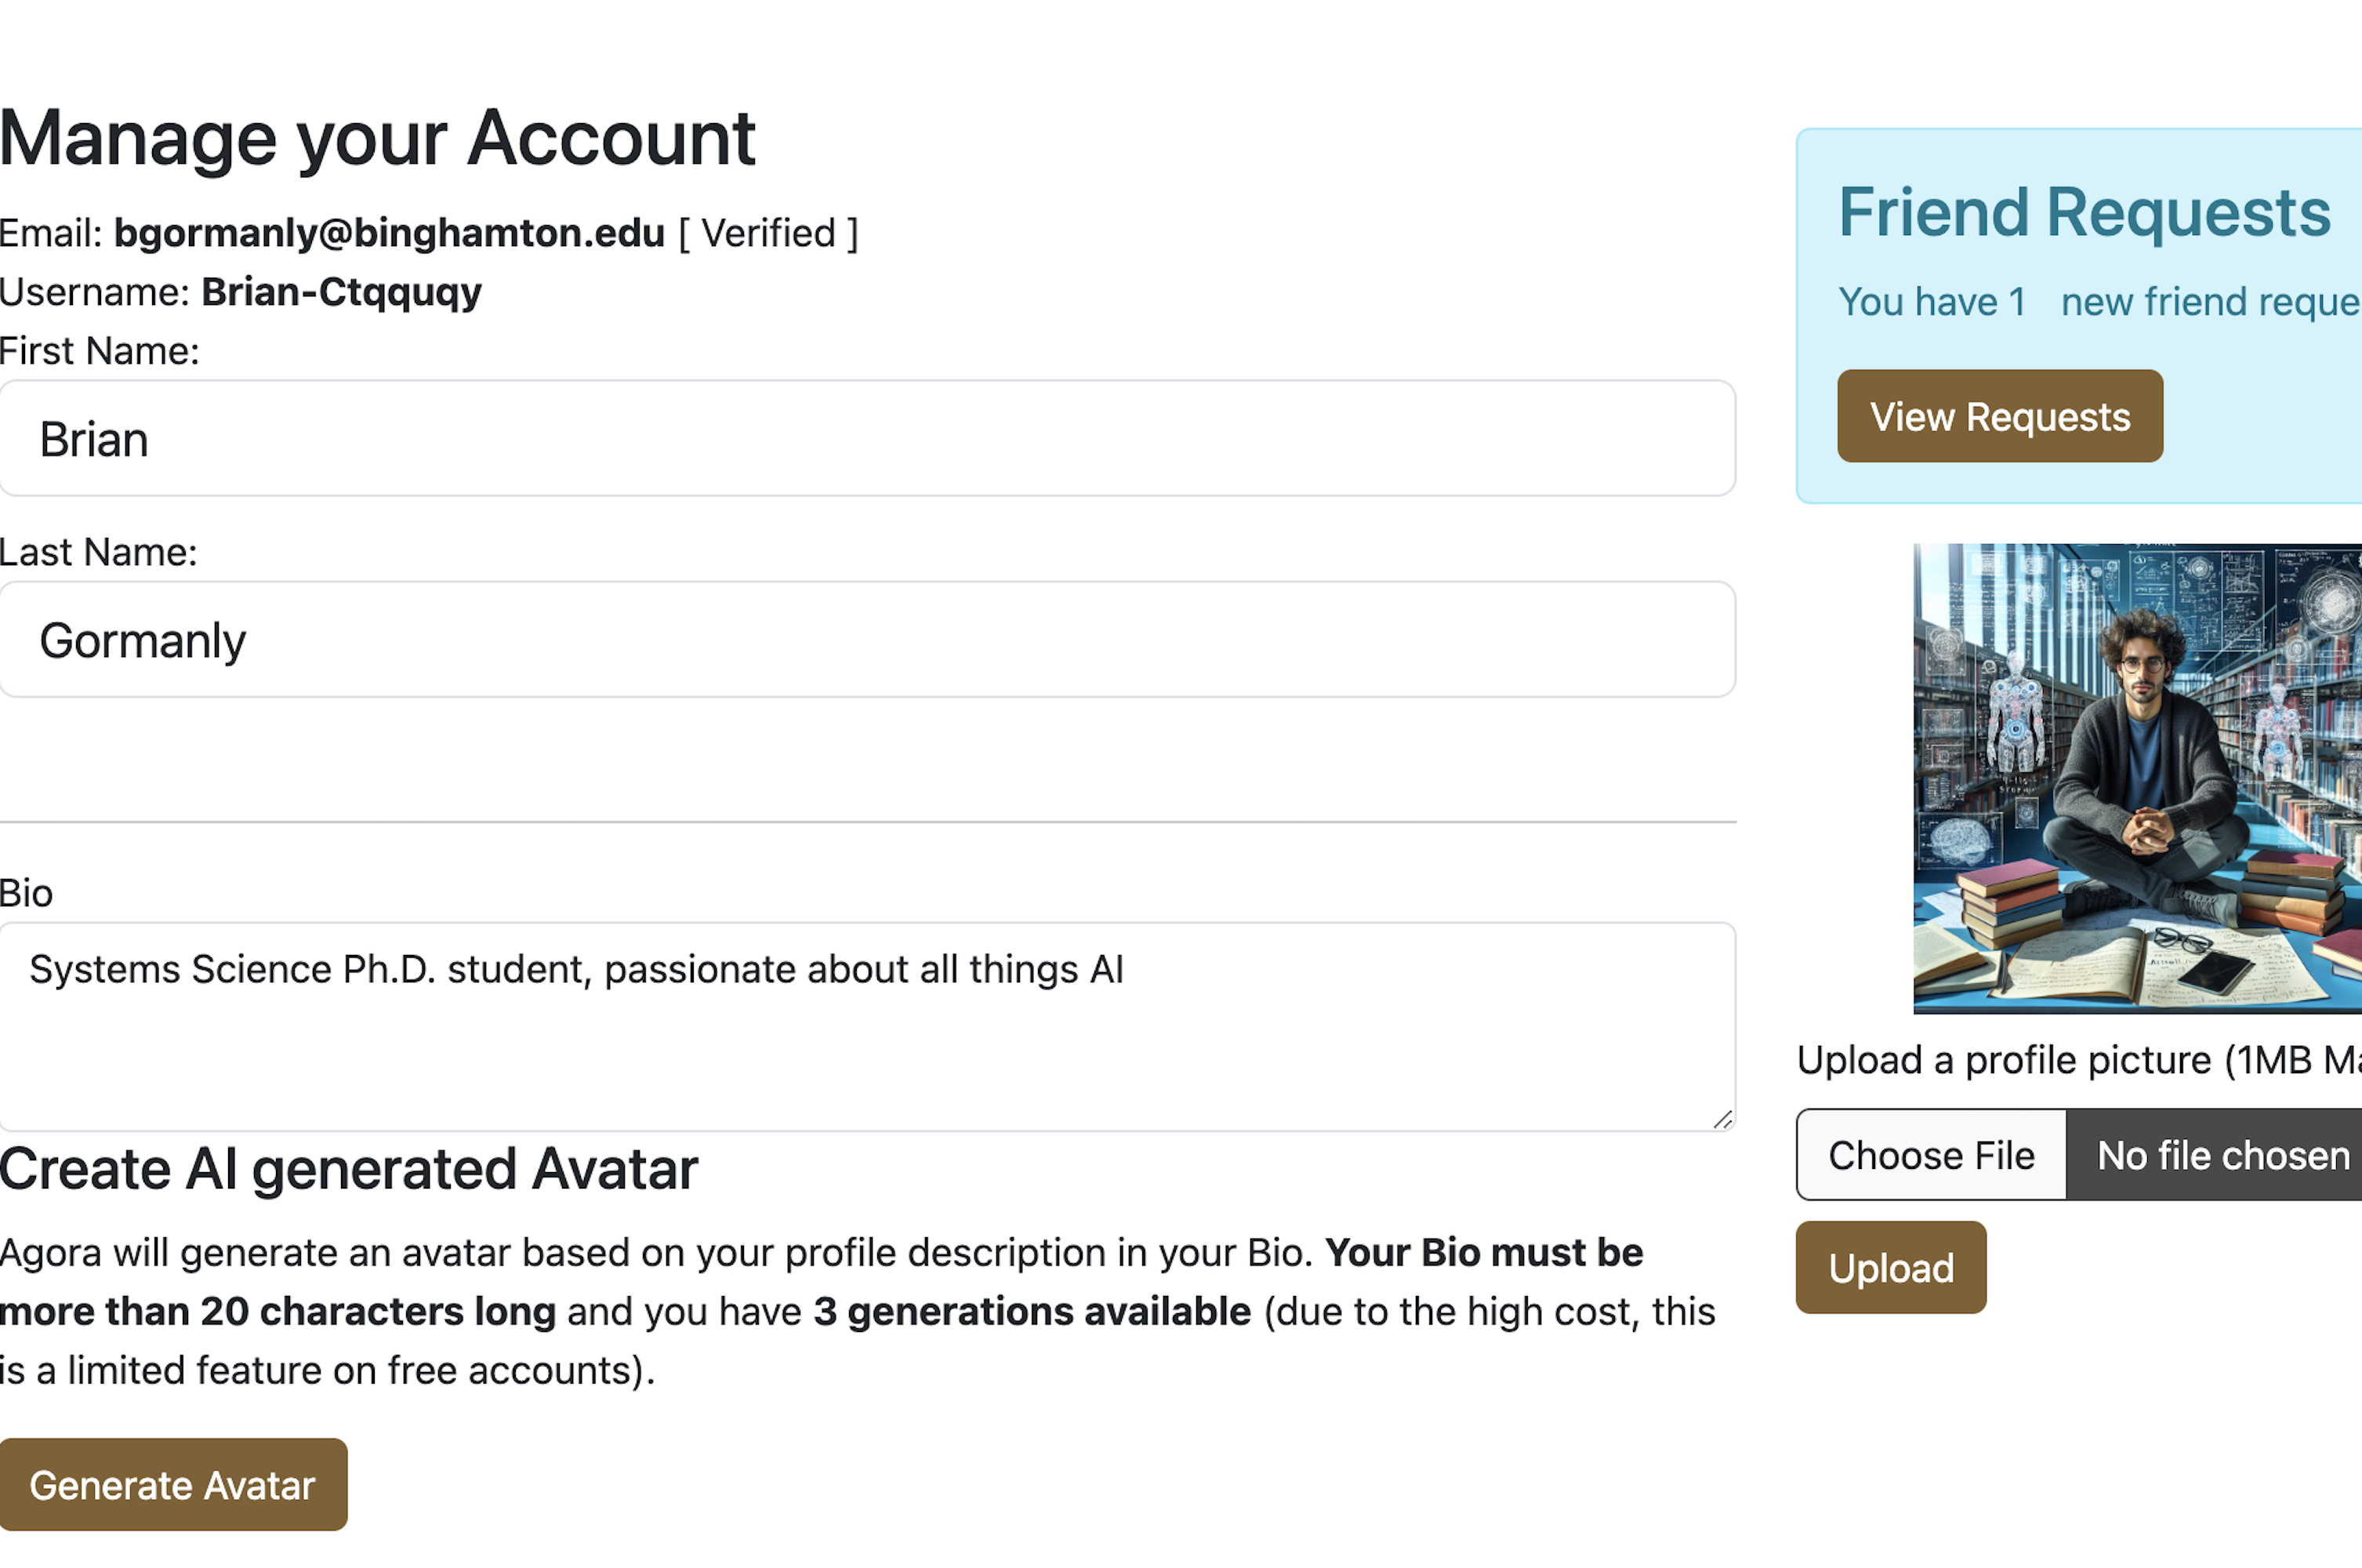 Manage your Account
Email: bgormanly@binghamton.edu [ Verified ]
Username: Brian-Ctqquqy
First Name:
Brian
Last Name:
Gormanly
Bio
Systems Science Ph.D. student, passionate about all things AI
Create AI generated Avatar
Agora will generate an avatar based on your profile description in your Bio. Your Bio must be
more than 20 characters long and you have 3 generations available (due to the high cost, this
is a limited feature on free accounts).
Generate Avatar
Friend Requests
You have 1 new friend reque
View Requests
Upload a profile picture (1MB Ma
Choose File No file chosen
Upload